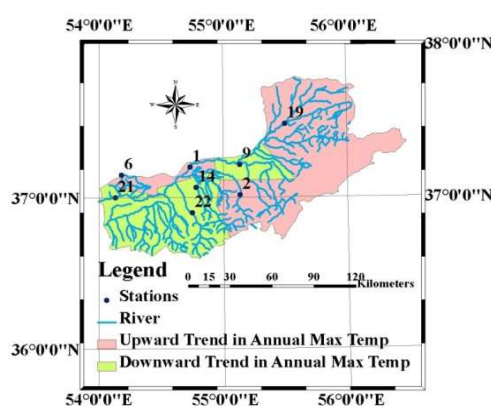 54°0'0"E 55°0'0"E 56°0'0"E
38°0'0"N
19
6 1 9
21 14 2
37°0'0"N 22 37°0'0"N
Legend
Stations
River
Upward Trend in Annual Max Temp
Downward Trend in Annual Max Temp
0 15 30 60 90 120
Kilometers
36°0'0"N 36°0'0"N
54°0'0"E 55°0'0"E 56°0'0"E